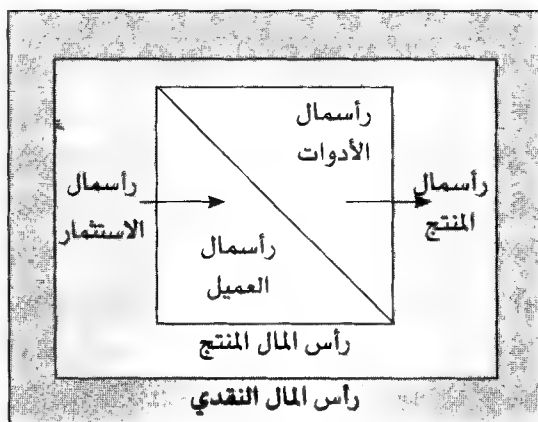 رأسمال
الأدوات
رأسمال
المنتج
رأسمال
الاستثمار
رأسمال
العميل
رأس المال المنتج
رأس المال النقدي